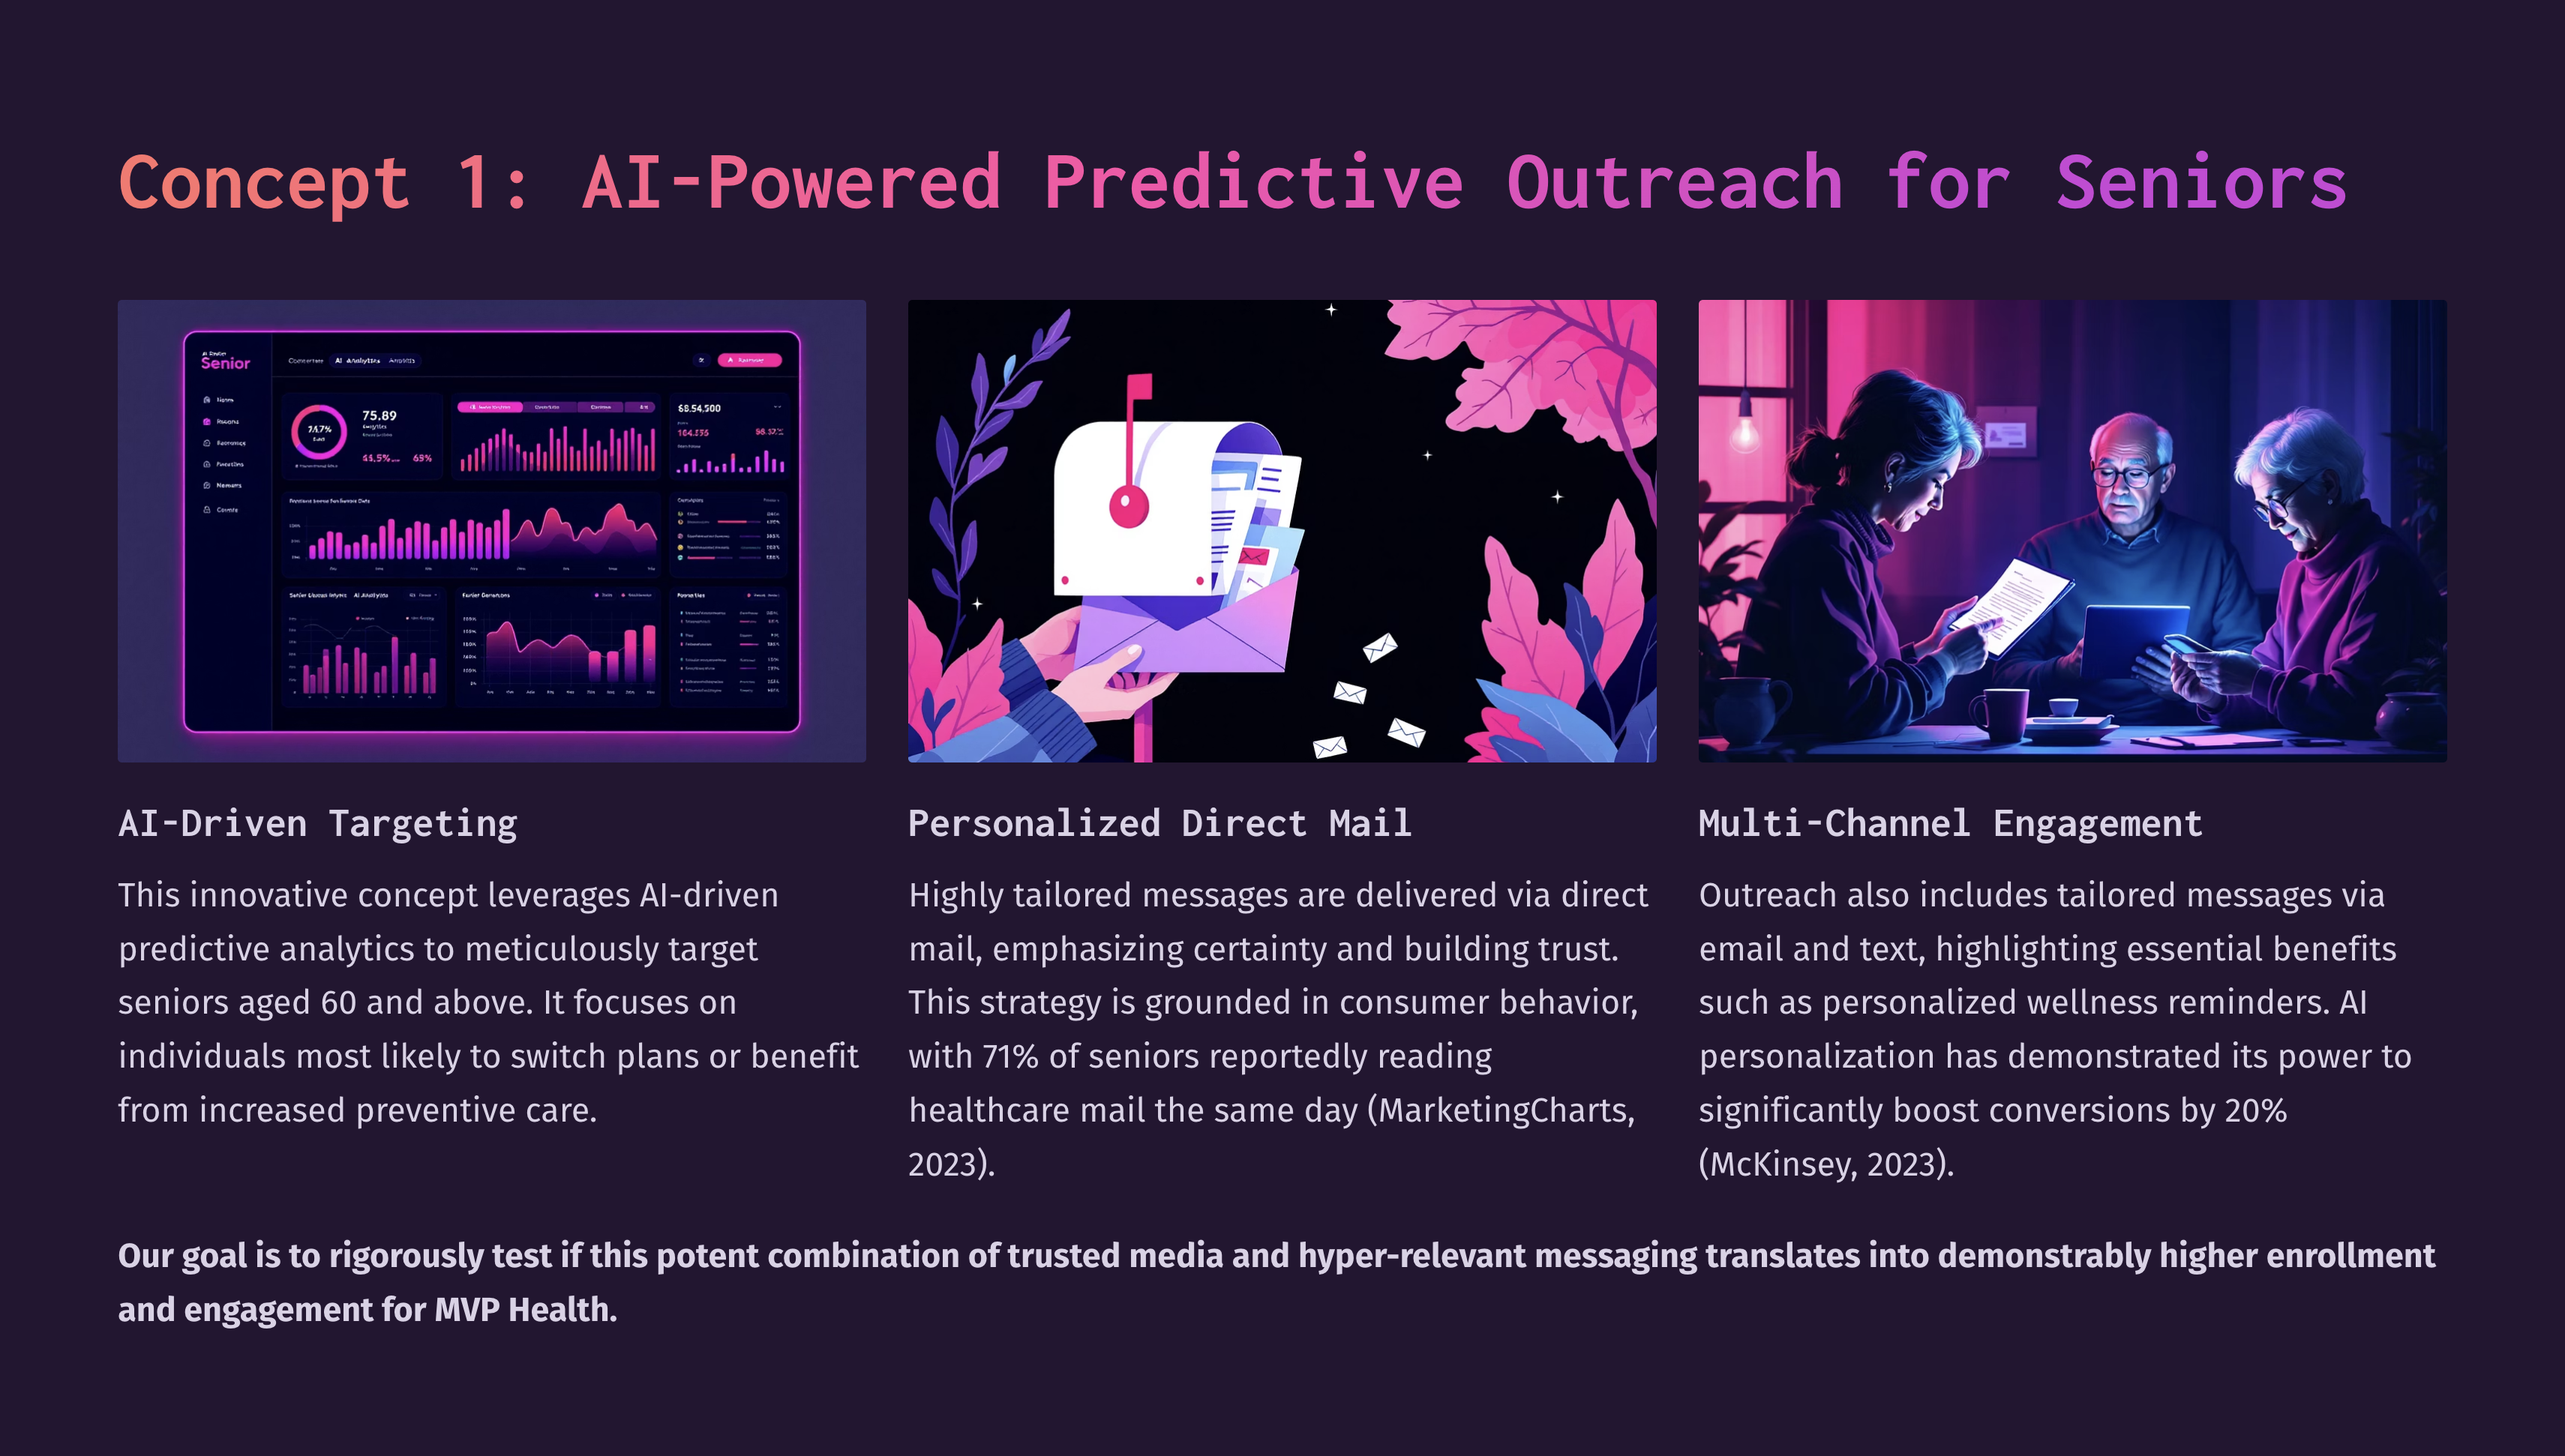 Concept 1: AI-Powered Predictive Outreach for Seniors
Senior
AI Analytics
75.89
68.54,500
AI-Driven Targeting
This innovative concept leverages AI-driven
predictive analytics to meticulously target
seniors aged 60 and above. It focuses on
individuals most likely to switch plans or benefit
from increased preventive care.
Personalized Direct Mail
Highly tailored messages are delivered via direct
mail, emphasizing certainty and building trust.
This strategy is grounded in consumer behavior,
with 71% of seniors reportedly reading
healthcare mail the same day (MarketingCharts,
2023).
Multi-Channel Engagement
Outreach also includes tailored messages via
email and text, highlighting essential benefits
such as personalized wellness reminders. AI
personalization has demonstrated its power to
significantly boost conversions by 20%
(McKinsey, 2023).
Our goal is to rigorously test if this potent combination of trusted media and hyper-relevant messaging translates into demonstrably higher enrollment
and engagement for MVP Health.